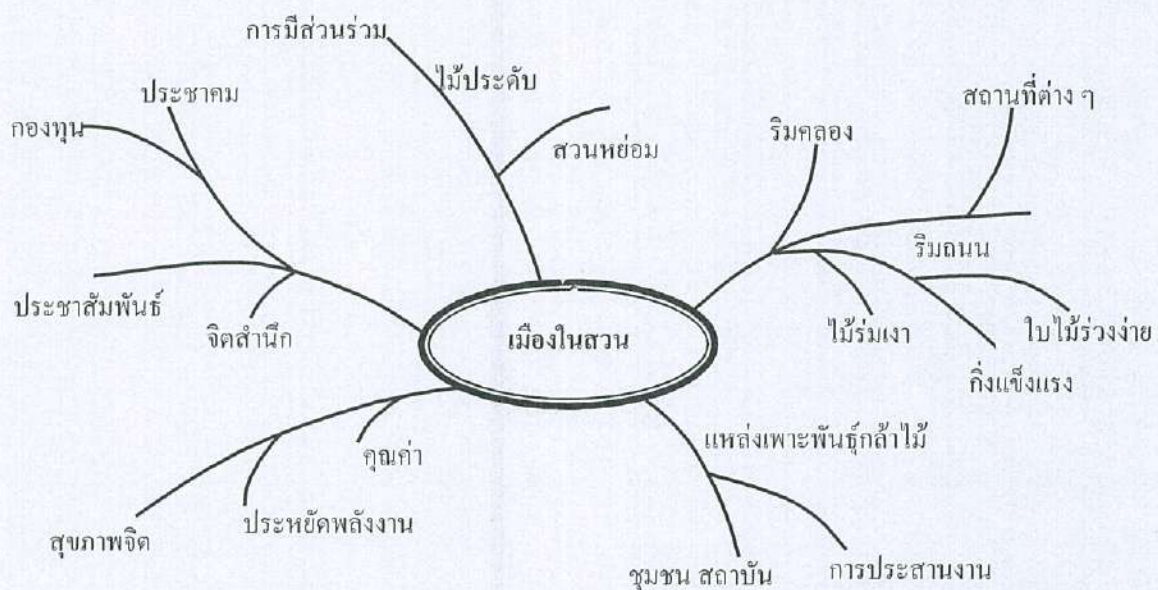 การมีส่วนร่วม
ไม้ประดับ
ประชาคม
กองทุน
สวนหย่อม
ริมคลอง
สถานที่ต่าง ๆ
ริมถนน
ประชาสัมพันธ์
จิตสำนึก
เมืองในสวน
ไม้ร่มเงา
ใบไม้ร่วงง่าย
กิ่งแข็งแรง
คุณค่า
แหล่งเพาะพันธุ์กล้าไม้
ประหยัดพลังงาน
สุขภาพจิต
ชุมชน สถาบัน
การประสานงาน